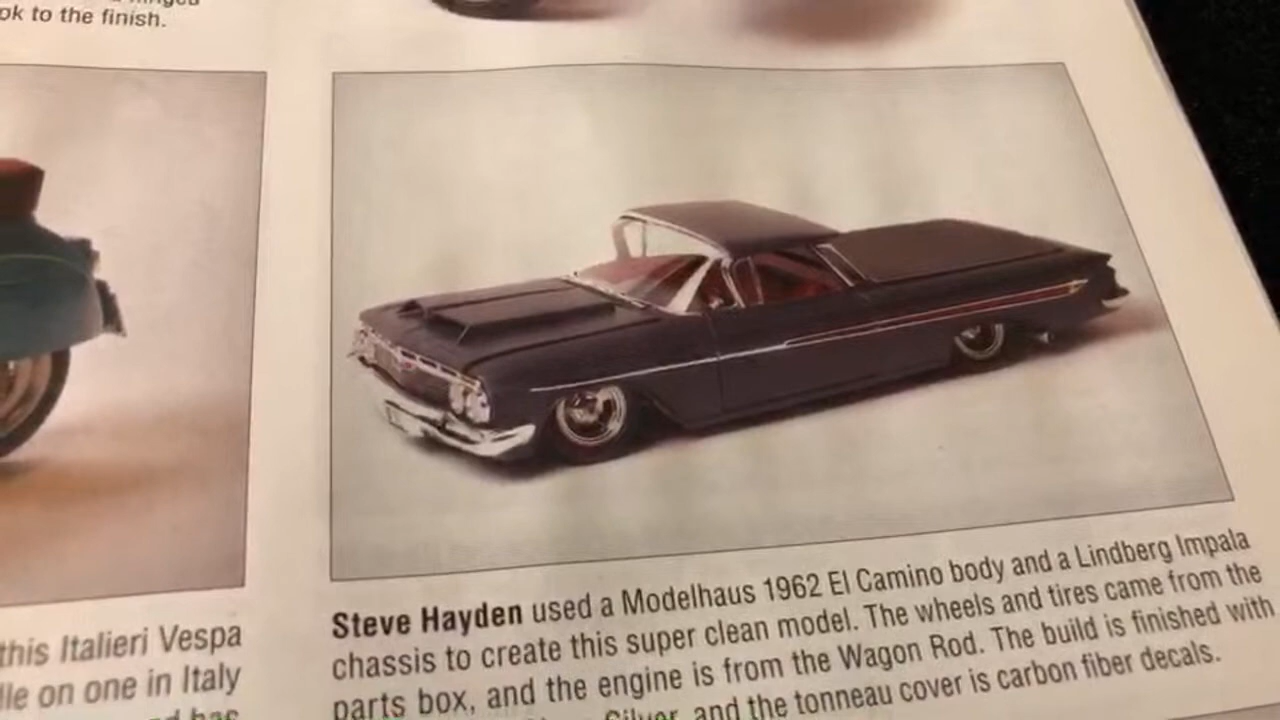 ok to the finish.
this Italieri Vespa
lle on one in Italy
Steve Hayden used a Modelhaus 1962 El Camino body and a Lindberg Impala
chassis to create this super clean model. The wheels and tires came from the
parts box, and the engine is from the Wagon Rod. The build is finished with
Silver, and the tonneau cover is carbon fiber decals.